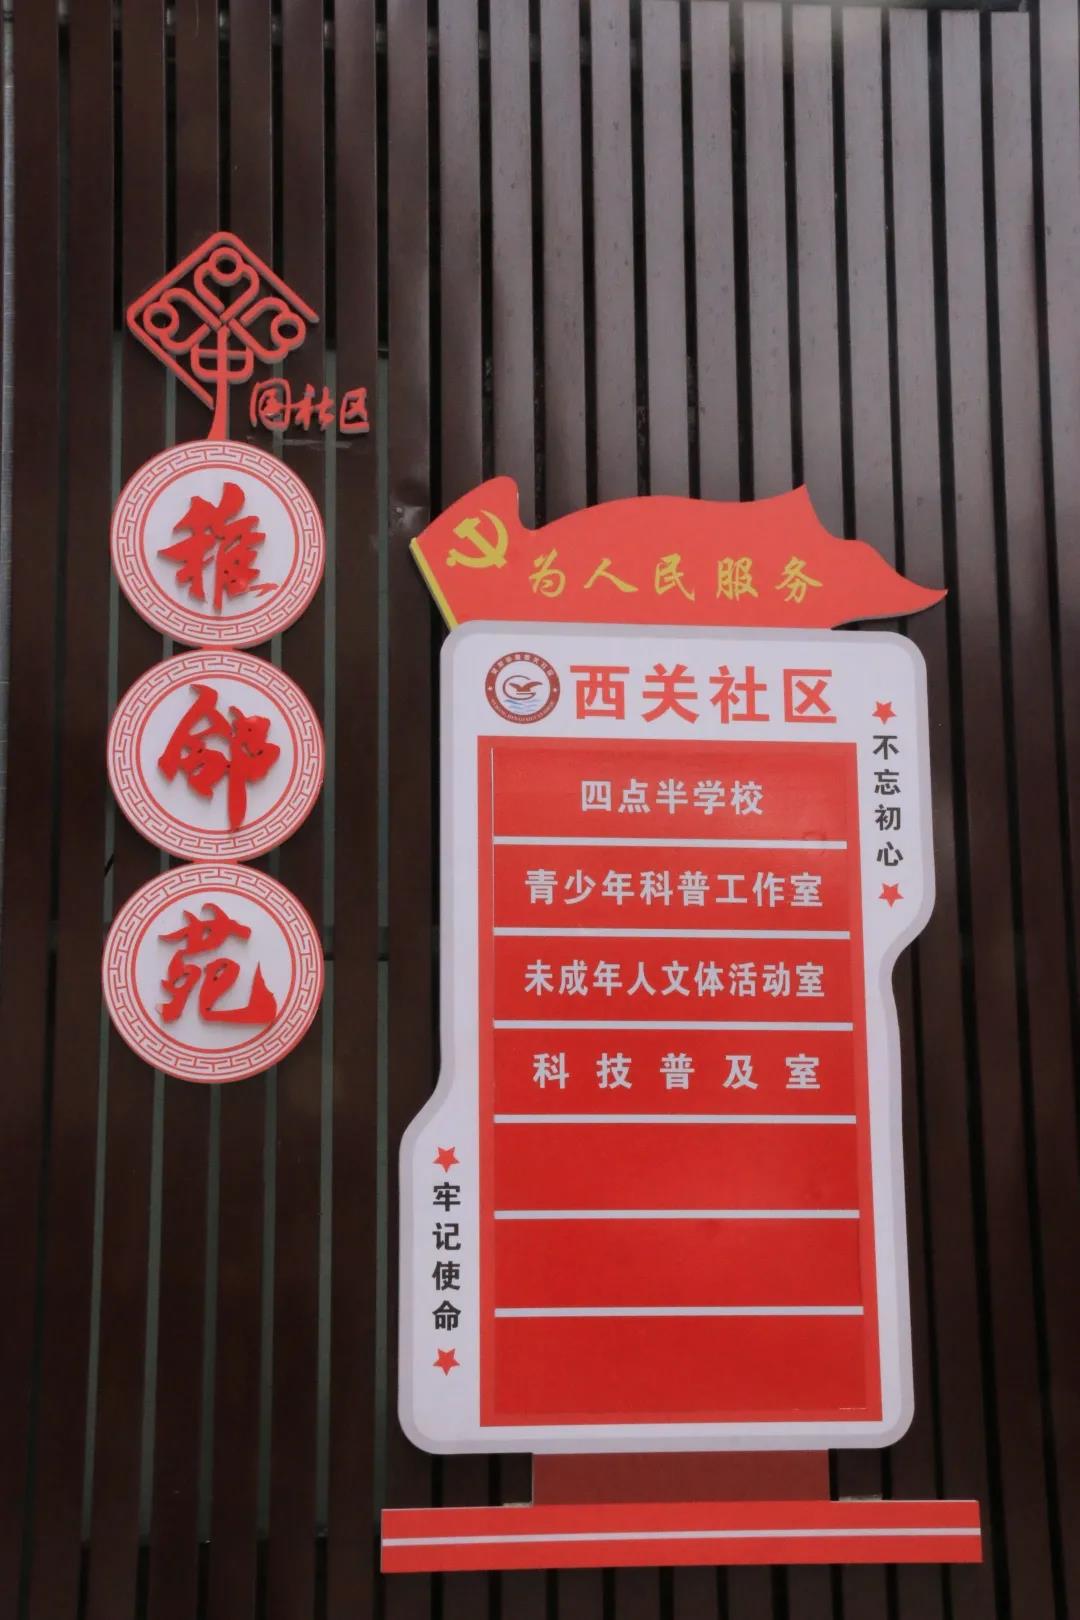 中国社区
雅
邻
苑
为人民服务
西关社区
四点半学校
青少年科普工作室
未成年人文体活动室
科技普及室
不忘初心
牢记使命